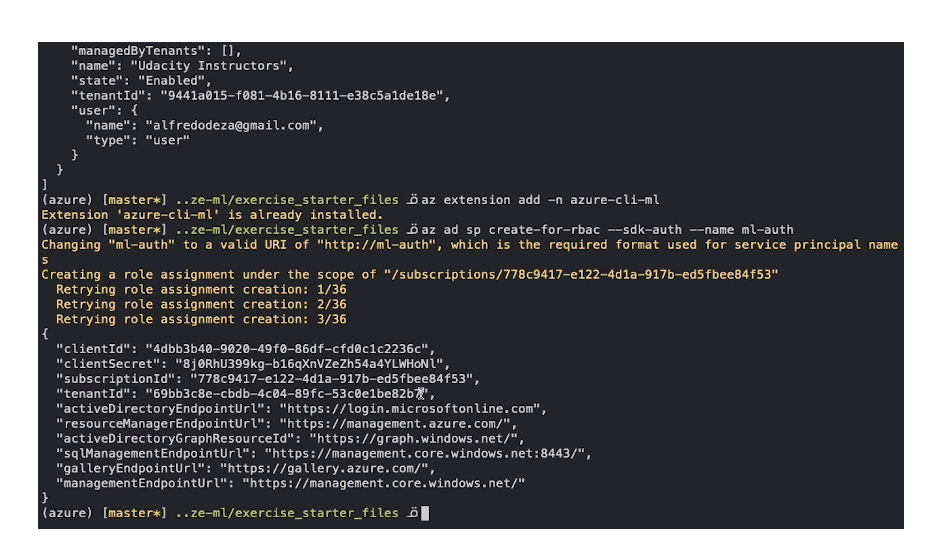 "managedByTenants": [],
"name": "Udacity Instructors",
"state": "Enabled",
"tenantId": "9441a015-f081-4b16-8111-e38c5a1de18e",
"user": {
"name": "alfredodeza@gmail.com",
"type": "user"
}
}
]
(azure) [master*] ..ze-ml/exercise_starter_files az extension add -n azure-cli-ml
Extension 'azure-cli-ml' is already installed.
(azure) [master*] ..ze-ml/exercise_starter_files az ad sp create-for-rbac --sdk-auth --name ml-auth
Changing "ml-auth" to a valid URI of "http://ml-auth", which is the required format used for service principal name
s
Creating a role assignment under the scope of "/subscriptions/778c9417-e122-4d1a-917b-ed5fbee84f53"
Retrying role assignment creation: 1/36
Retrying role assignment creation: 2/36
Retrying role assignment creation: 3/36
{
"clientId": "4dbb3b40-9020-49f0-86df-cfd0c1c2236c",
"clientSecret": "8j0RhU399kg-b16qXnVZeZh54a4YLWHoNl",
"subscriptionId": "778c9417-e122-4d1a-917b-ed5fbee84f53",
"tenantId": "69bb3c8e-cbdb-4c04-89fc-53c0e1be82b7",
"activeDirectoryEndpointUrl": "https://login.microsoftonline.com",
"resourceManagerEndpointUrl": "https://management.azure.com/",
"activeDirectoryGraphResourceId": "https://graph.windows.net/",
"sqlManagementEndpointUrl": "https://management.core.windows.net:8443/",
"galleryEndpointUrl": "https://gallery.azure.com/",
"managementEndpointUrl": "https://management.core.windows.net/"
}
(azure) [master*] ..ze-ml/exercise_starter_files